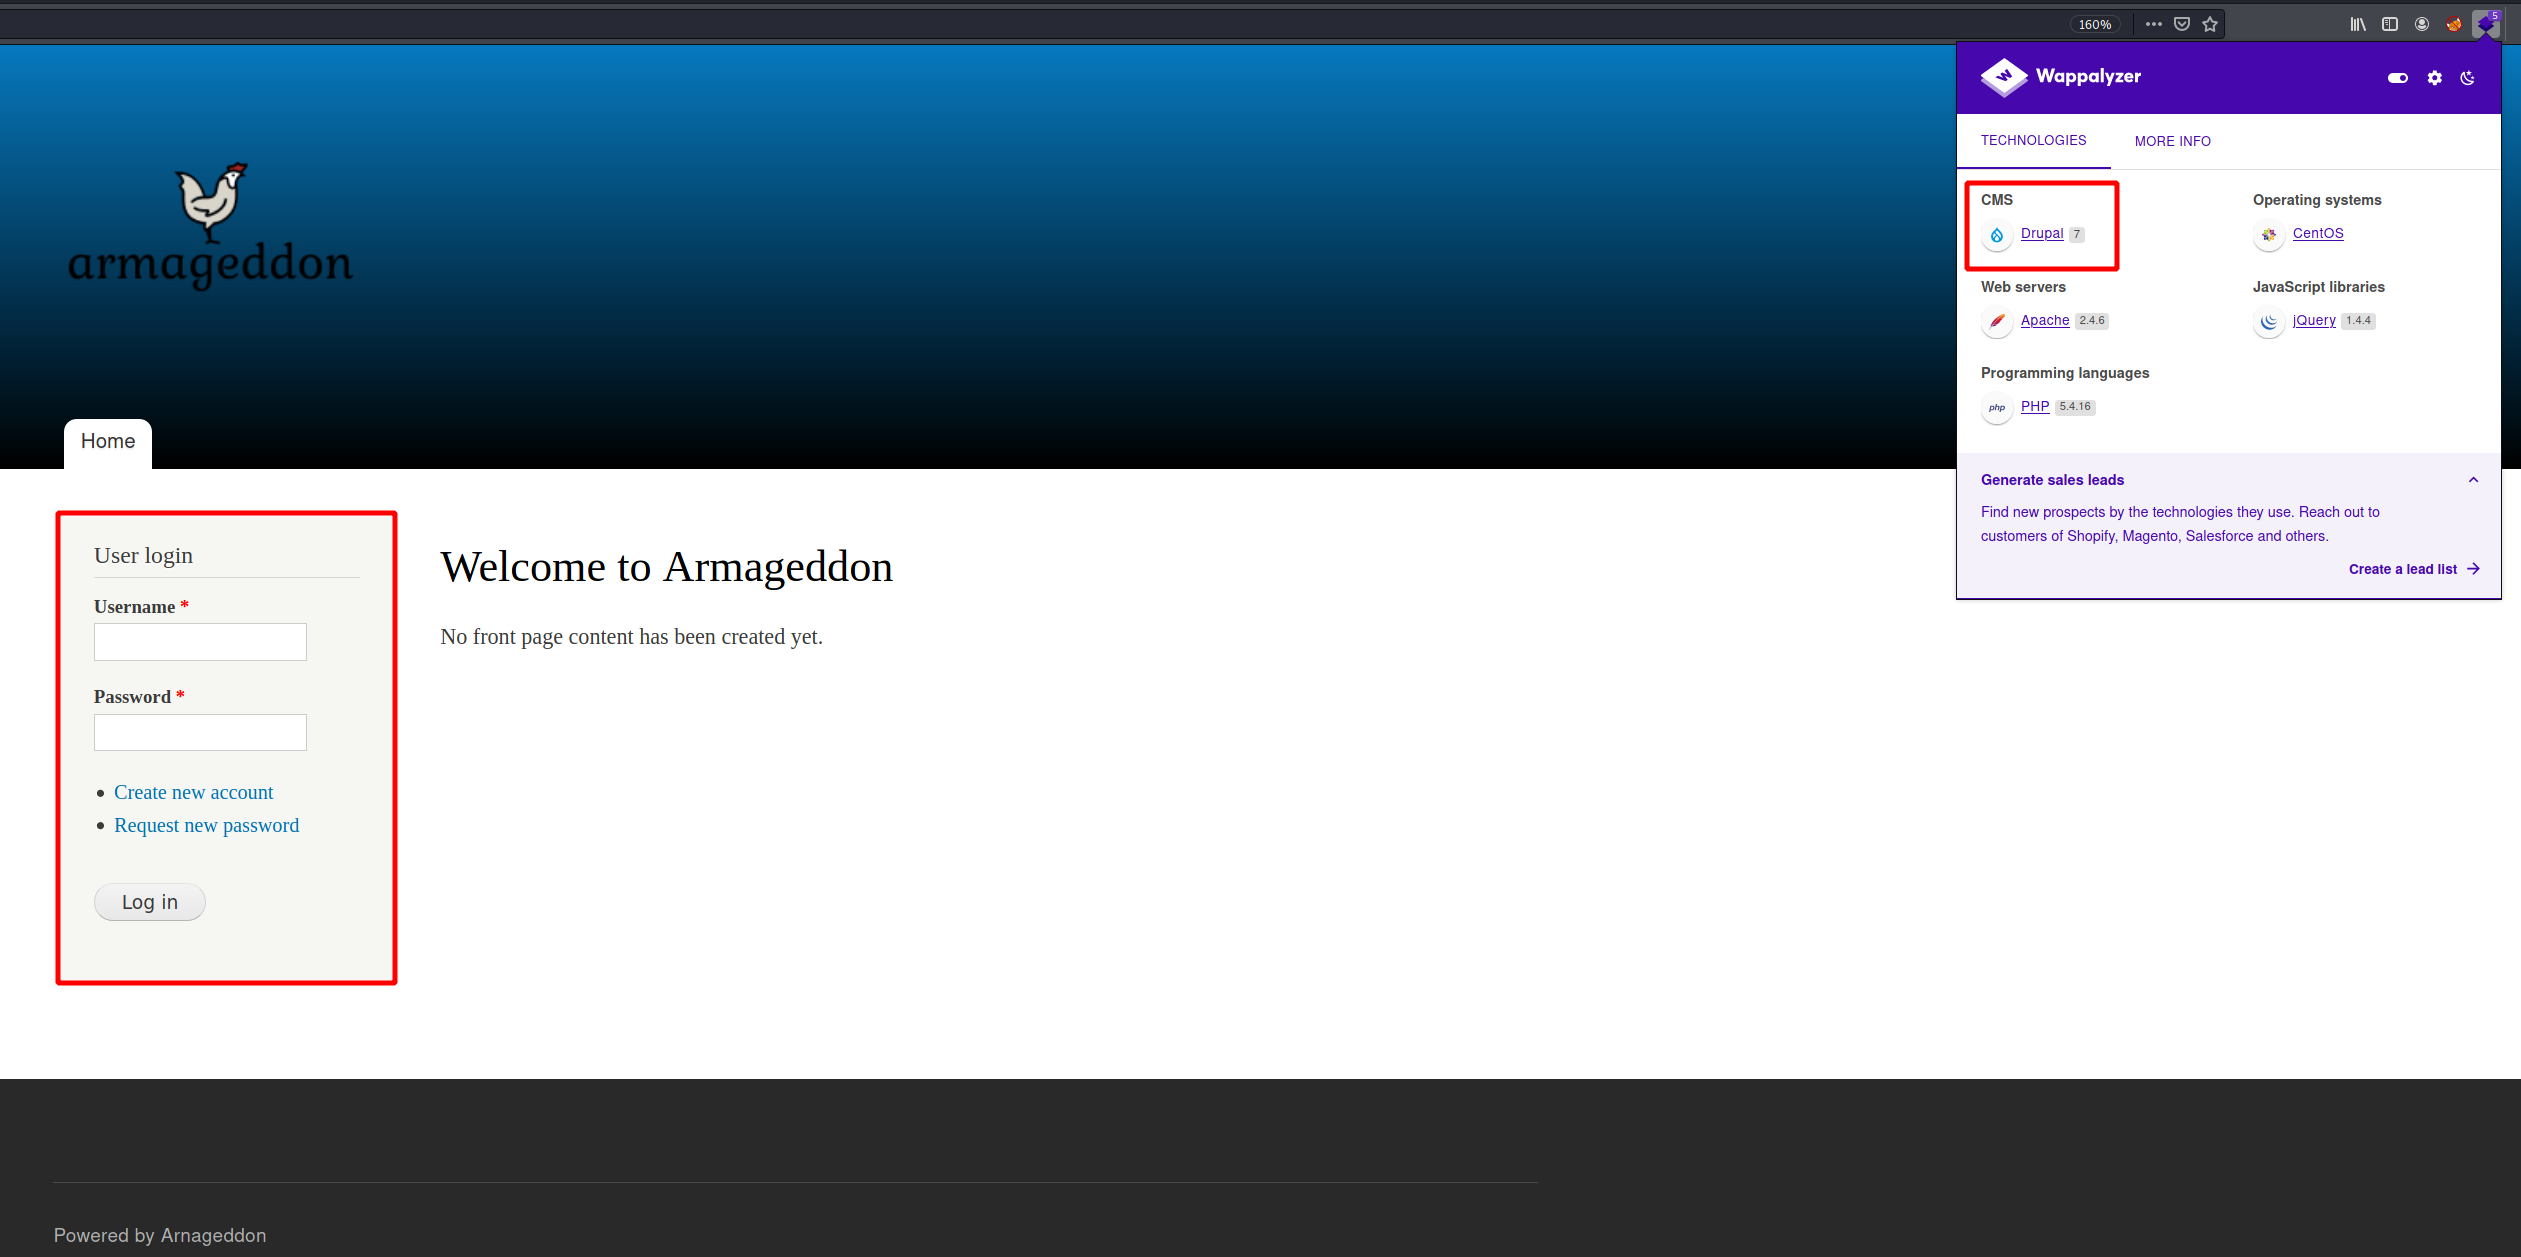 160%
5
armageddon
Home
User login
Username *
Password *
Create new account
Request new password
Log in
Welcome to Armageddon
No front page content has been created yet.
W Wappalyzer
TECHNOLOGIES
MORE INFO
CMS
Drupal 7
Operating systems
CentOS
Web servers
Apache 2.4.6
JavaScript libraries
jQuery 1.4.4
Programming languages
php PHP 5.4.16
Generate sales leads
Find new prospects by the technologies they use. Reach out to
customers of Shopify, Magento, Salesforce and others.
Create a lead list
Powered by Arnageddon